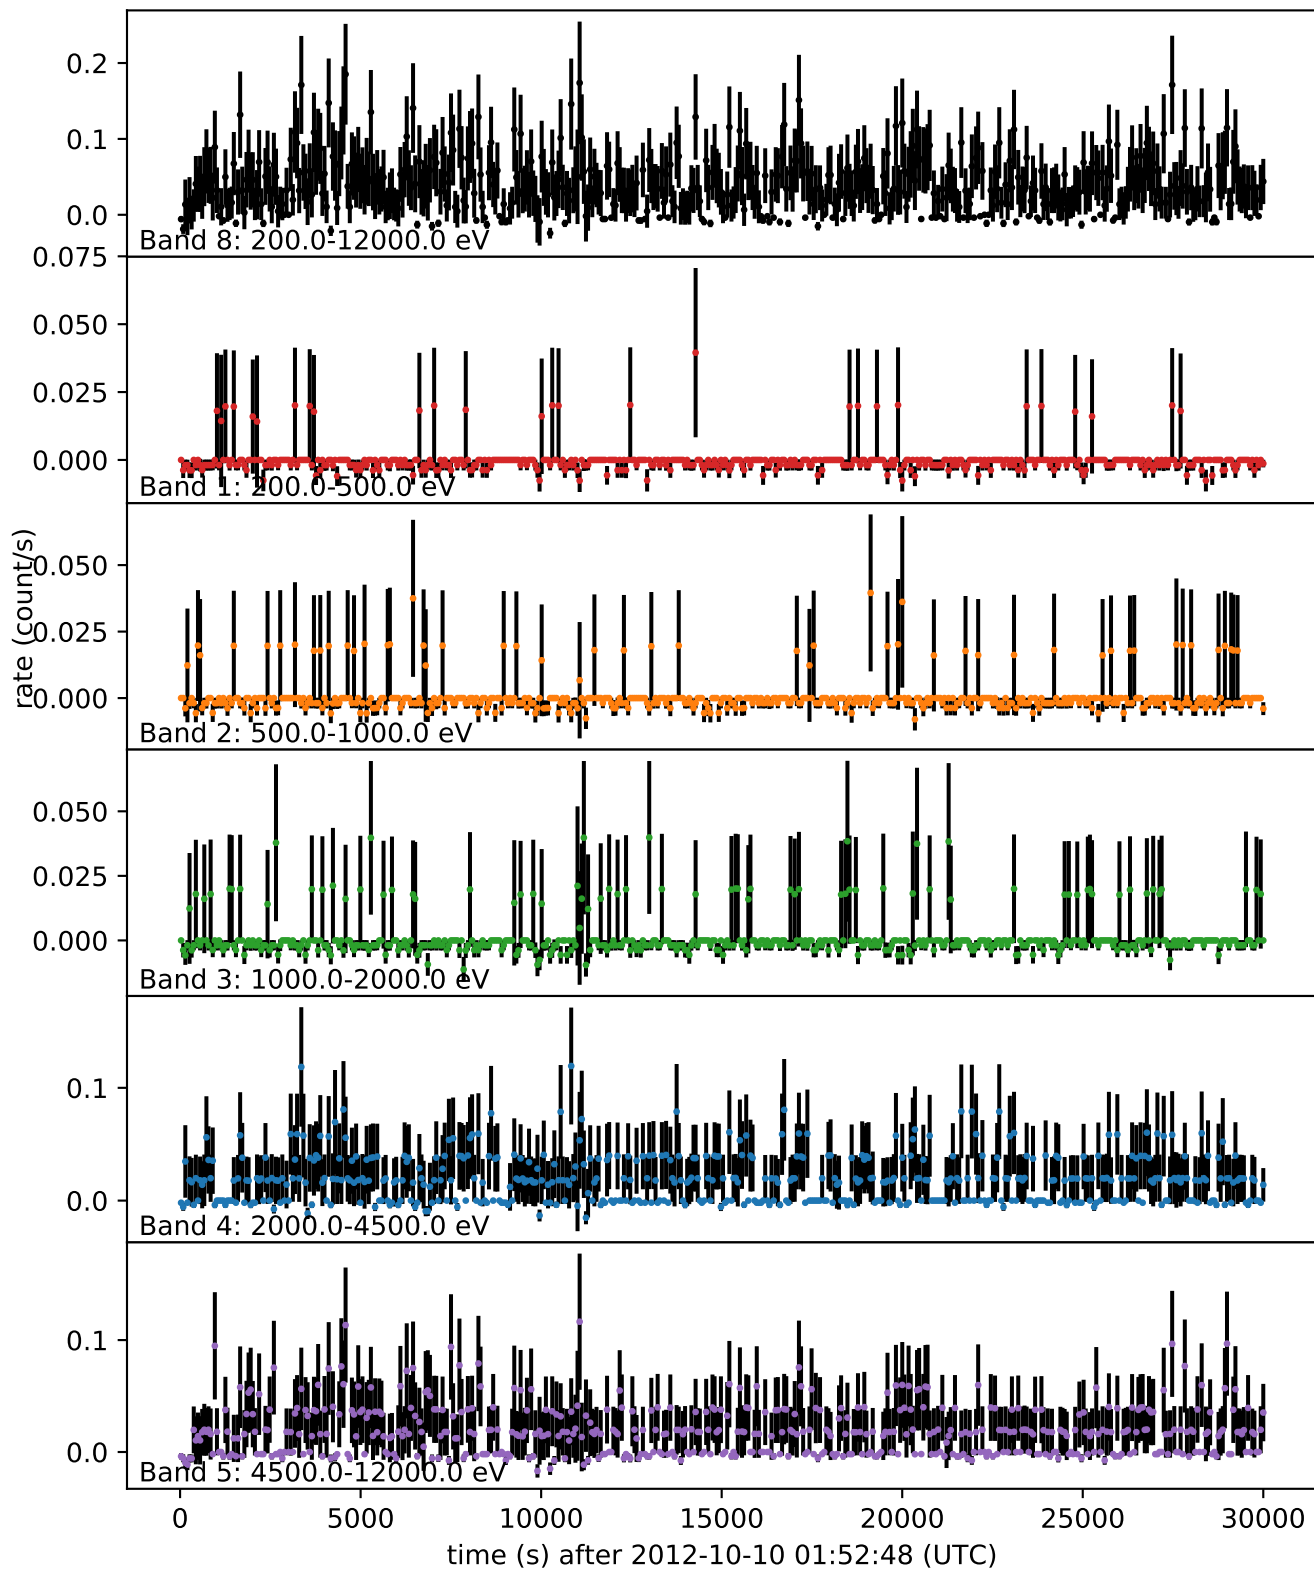 0.2
0.1
0.0
Band 8: 200.0-12000.0 eV
0.075
0.050
0.025
0.000
Band 1: 200.0-500.0 eV
rate (count/s)
0.050
0.025
0.000
Band 2: 500.0-1000.0 eV
0.050
0.025
0.000
Band 3: 1000.0-2000.0 eV
0.1
0.0
Band 4: 2000.0-4500.0 eV
0.1
0.0
Band 5: 4500.0-12000.0 eV
0 5000 10000 15000 20000 25000 30000
time (s) after 2012-10-10 01:52:48 (UTC)